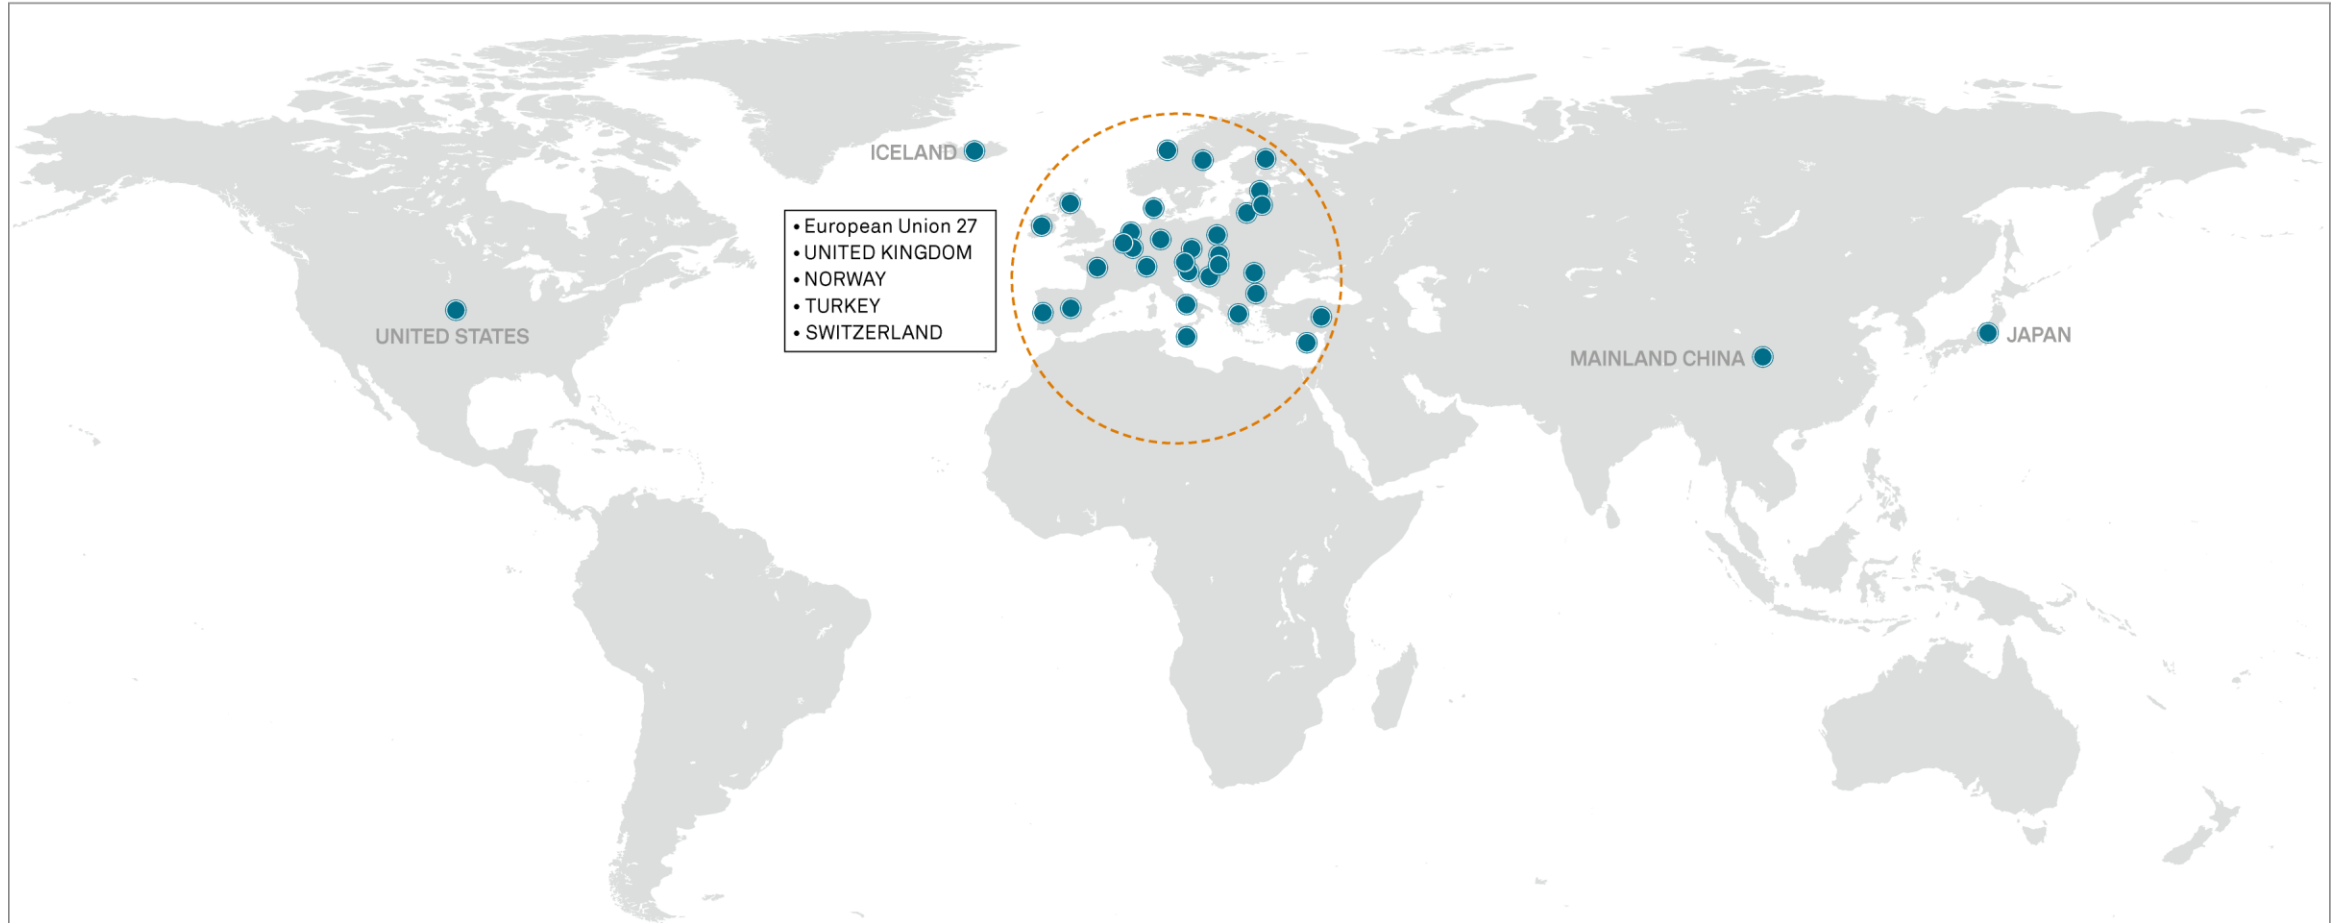 ICELAND
• European Union 27
• UNITED KINGDOM
• NORWAY
• TURKEY
• SWITZERLAND
UNITED STATES
MAINLAND CHINA
JAPAN